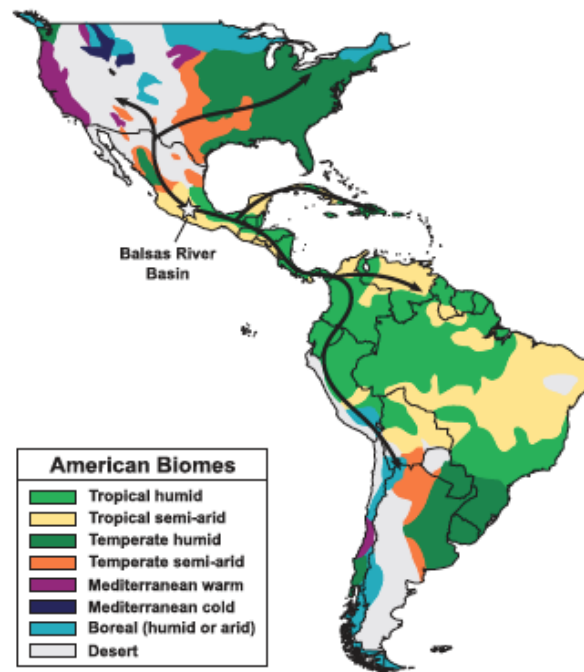 Balsas River
Basin
American Biomes
Tropical humid
Tropical semi-arid
Temperate humid
Temperate semi-arid
Mediterranean warm
Mediterranean cold
Boreal (humid or arid)
Desert